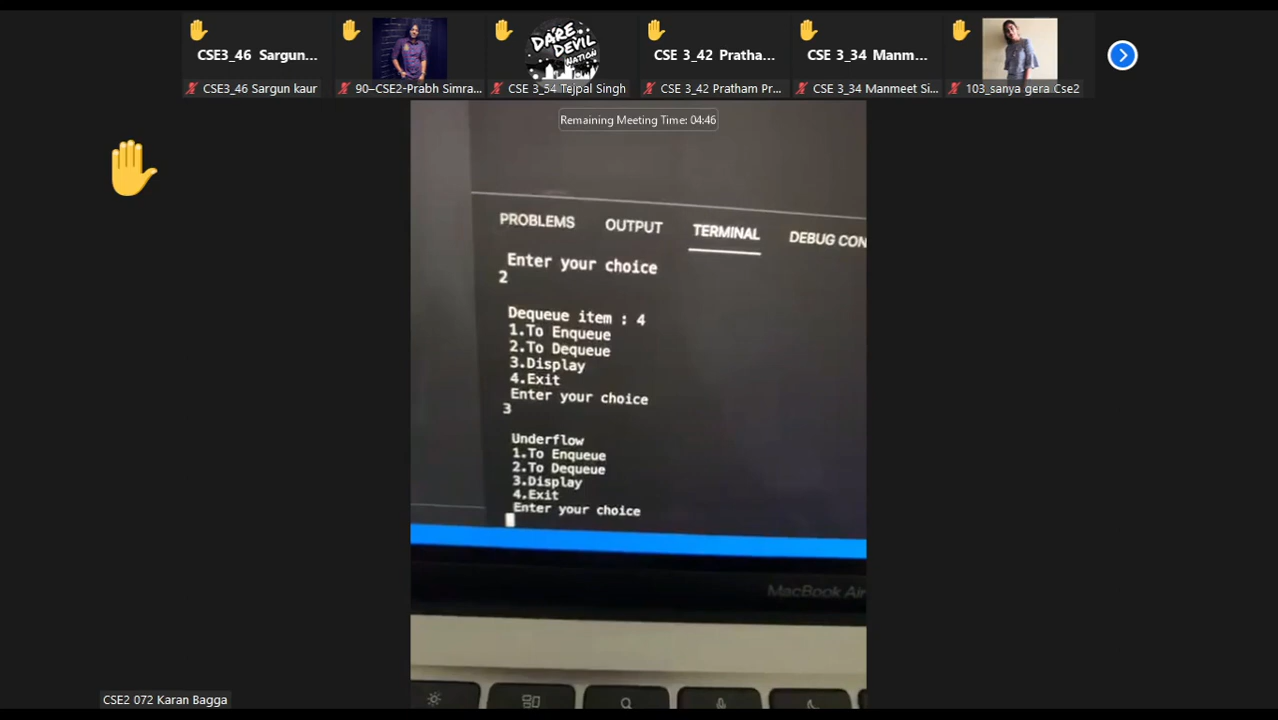 CSE3_46 Sargun...
CSE 3_42 Pratha...
CSE 3_34 Manm...
DARE
DEVIL
NATION
CSE3_46 Sargun kaur
90–CSE2-Prabh Simra...
CSE 3_54 Tejpal Singh
CSE 3_42 Pratham Pr...
CSE 3_34 Manmeet Si...
103_sanya gera Cse2
Remaining Meeting Time: 04:46
PROBLEMS OUTPUT TERMINAL DEBUG CON
Enter your choice
2
Dequeue item : 4
1.To Enqueue
2.To Dequeue
3.Display
4.Exit
Enter your choice
3
Underflow
1.To Enqueue
2.To Dequeue
3.Display
4.Exit
Enter your choice
MacBook Air
CSE2 072 Karan Bagga